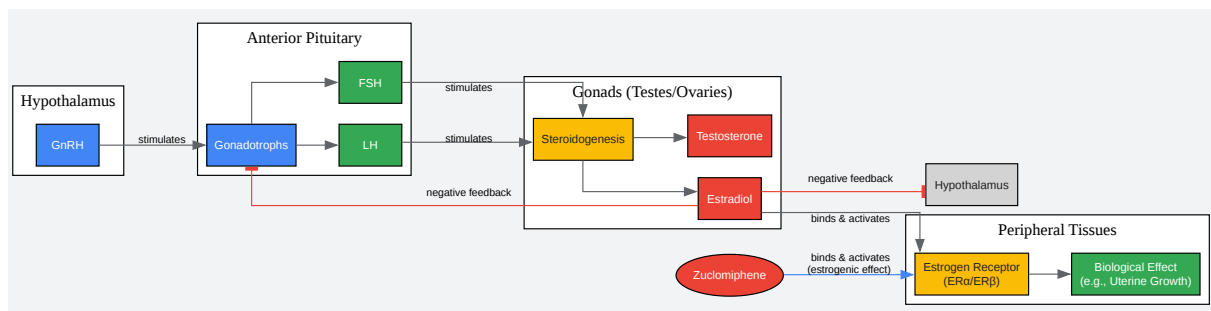 Anterior Pituitary
FSH
stimulates
Hypothalamus
GnRH
stimulates
Gonadotrophs
LH
stimulates
Gonads (Testes/Ovaries)
Steroidogenesis
Testosterone
Estradiol
negative feedback
negative feedback
Hypothalamus
binds & activates
Peripheral Tissues
Zuclomiphene
binds & activates
(estrogenic effect)
Estrogen Receptor
(ERα/ERβ)
Biological Effect
(e.g., Uterine Growth)